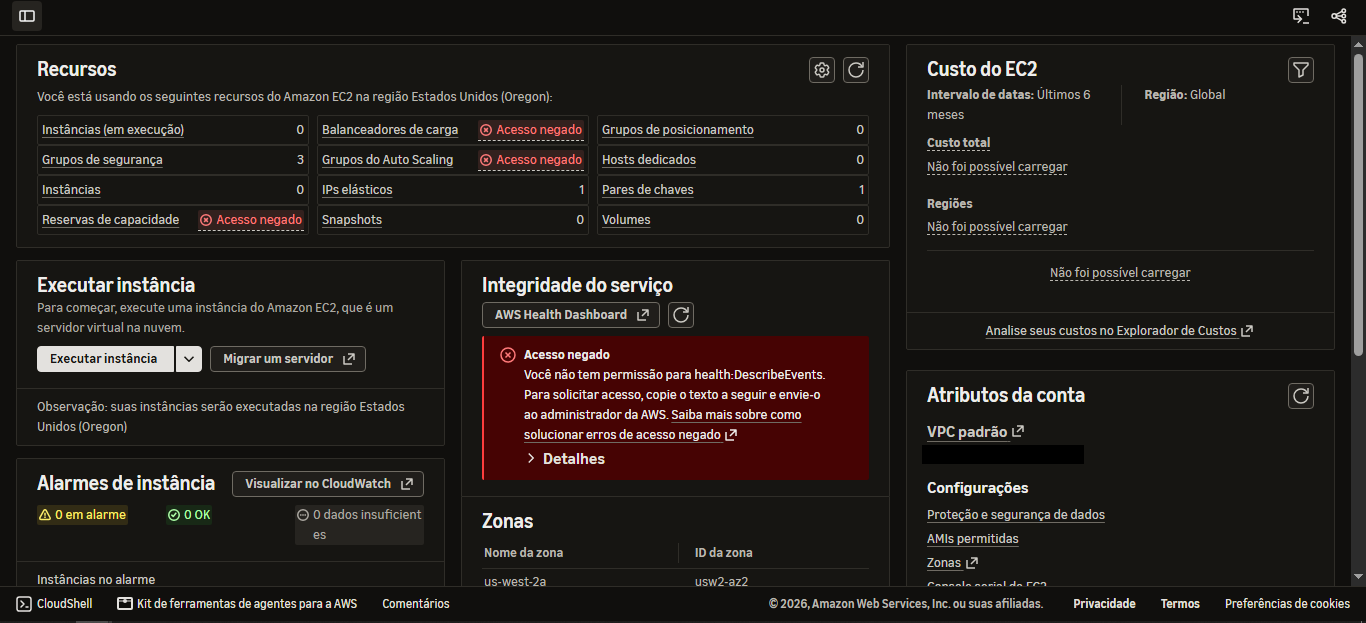 Recursos
Você está usando os seguintes recursos do Amazon EC2 na região Estados Unidos (Oregon):
Instâncias (em execução) 0
Balanceadores de carga Acesso negado
Grupos de posicionamento 0
Grupos de segurança 3
Grupos do Auto Scaling Acesso negado
Hosts dedicados 0
Instâncias 0
IPs elásticos 1
Pares de chaves 1
Reservas de capacidade Acesso negado
Snapshots 0
Volumes 0
Executar instância
Para começar, execute uma instância do Amazon EC2, que é um
servidor virtual na nuvem.
Executar instância
Migrar um servidor
Observação: suas instâncias serão executadas na região Estados
Unidos (Oregon)
Alarmes de instância
Visualizar no CloudWatch
0 em alarme
0 OK
0 dados insuficient
es
Instâncias no alarme
Integridade do serviço
AWS Health Dashboard
Acesso negado
Você não tem permissão para health:DescribeEvents.
Para solicitar acesso, copie o texto a seguir e envie-o
ao administrador da AWS. Saiba mais sobre como
solucionar erros de acesso negado
Detalhes
Zonas
Nome da zona ID da zona
us-west-2a usw2-az2
Custo do EC2
Intervalo de datas: Últimos 6
meses
Região: Global
Custo total
Não foi possível carregar
Regiões
Não foi possível carregar
Não foi possível carregar
Analise seus custos no Explorador de Custos
Atributos da conta
VPC padrão
Configurações
Proteção e segurança de dados
AMIs permitidas
Zonas
Console serial do EC2
CloudShell
Kit de ferramentas de agentes para a AWS
Comentários
© 2026, Amazon Web Services, Inc. ou suas afiliadas.
Privacidade
Termos
Preferências de cookies